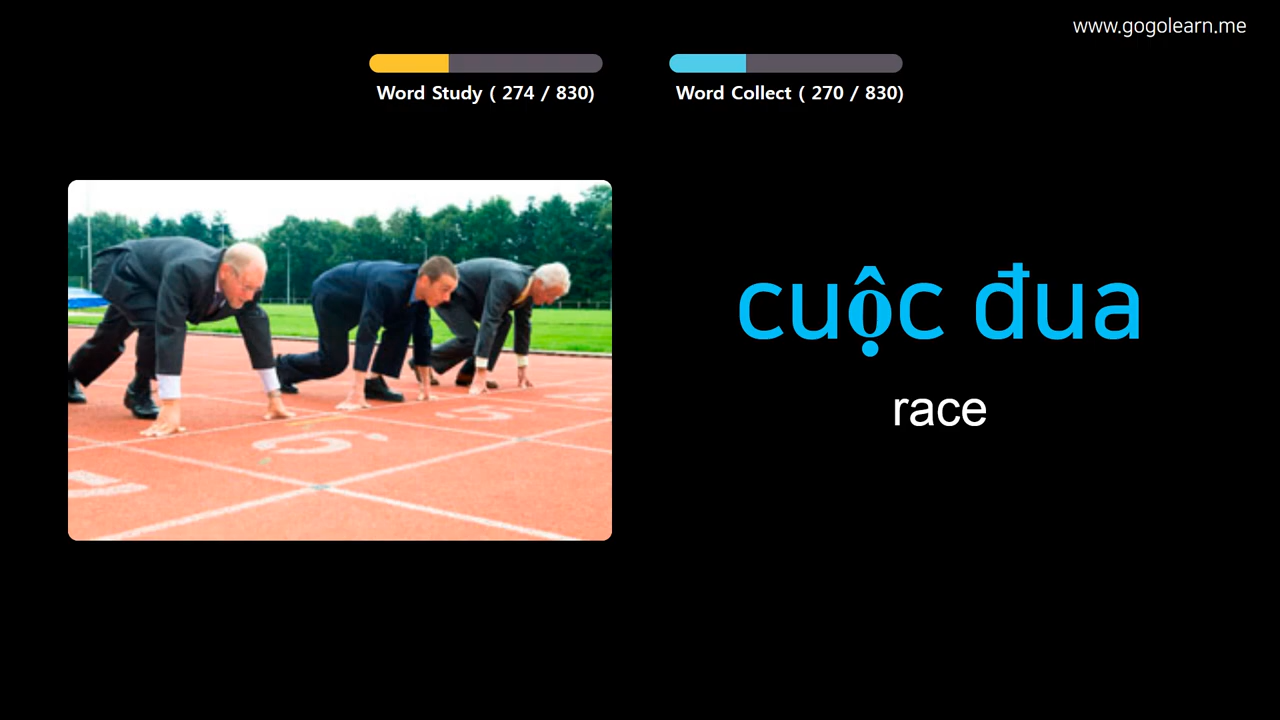 www.gogolearn.me
Word Study ( 274 / 830)
Word Collect ( 270 / 830)
cuộc đua
race